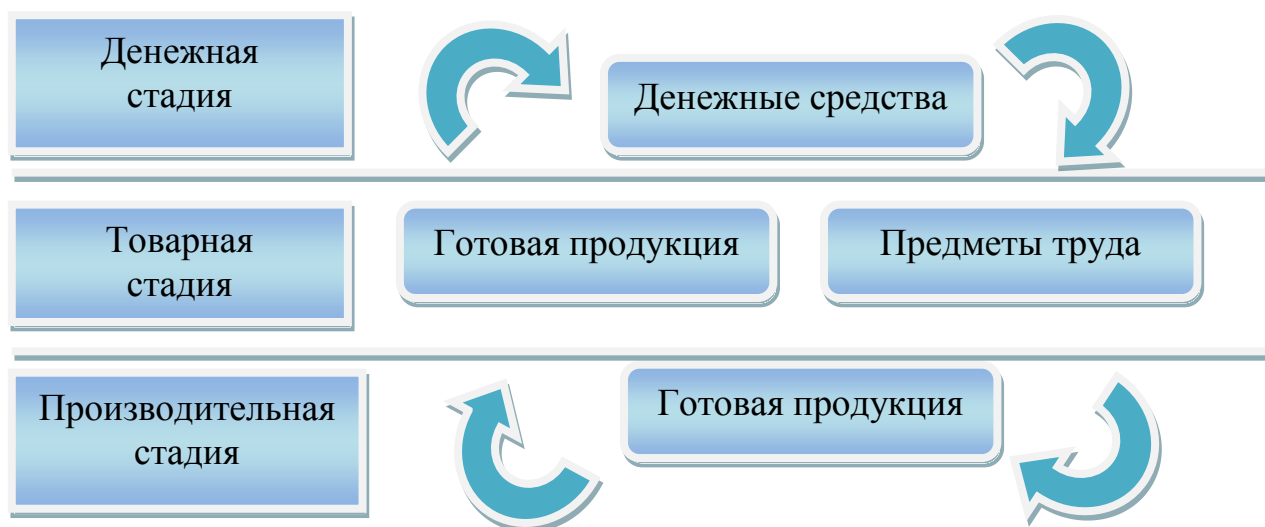 Денежная
стадия
Денежные средства
Товарная
стадия
Готовая продукция
Предметы труда
Производительная
стадия
Готовая продукция